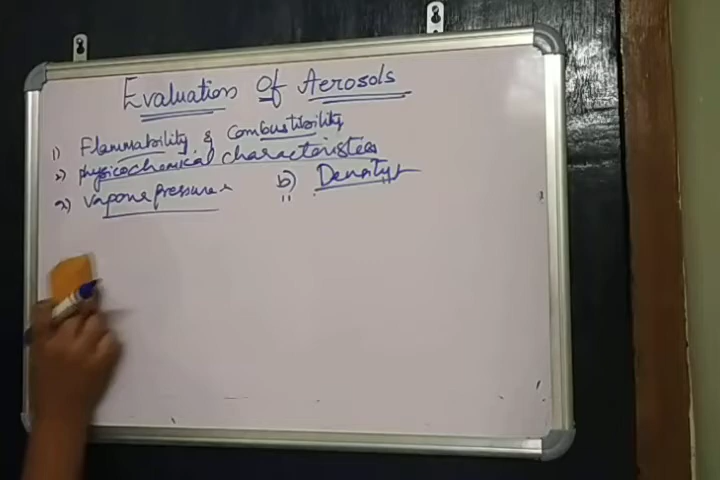 Evaluation Of Aerosols
1) Flammability & Combustibility
2) physicochemical characteristics
a) vapour pressure b) Density